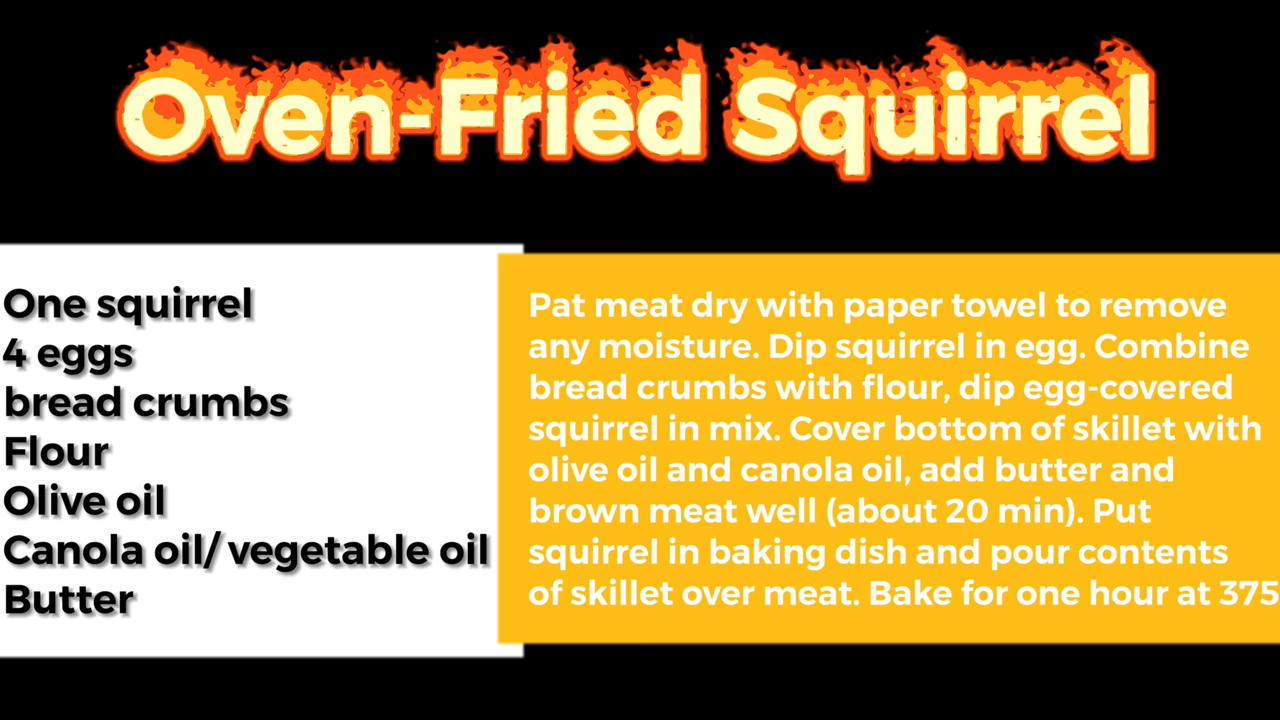 Oven-Fried Squirrel
One squirrel
4 eggs
bread crumbs
Flour
Olive oil
Canola oil/ vegetable oil
Butter
Pat meat dry with paper towel to remove
any moisture. Dip squirrel in egg. Combine
bread crumbs with flour, dip egg-covered
squirrel in mix. Cover bottom of skillet with
olive oil and canola oil, add butter and
brown meat well (about 20 min). Put
squirrel in baking dish and pour contents
of skillet over meat. Bake for one hour at 375